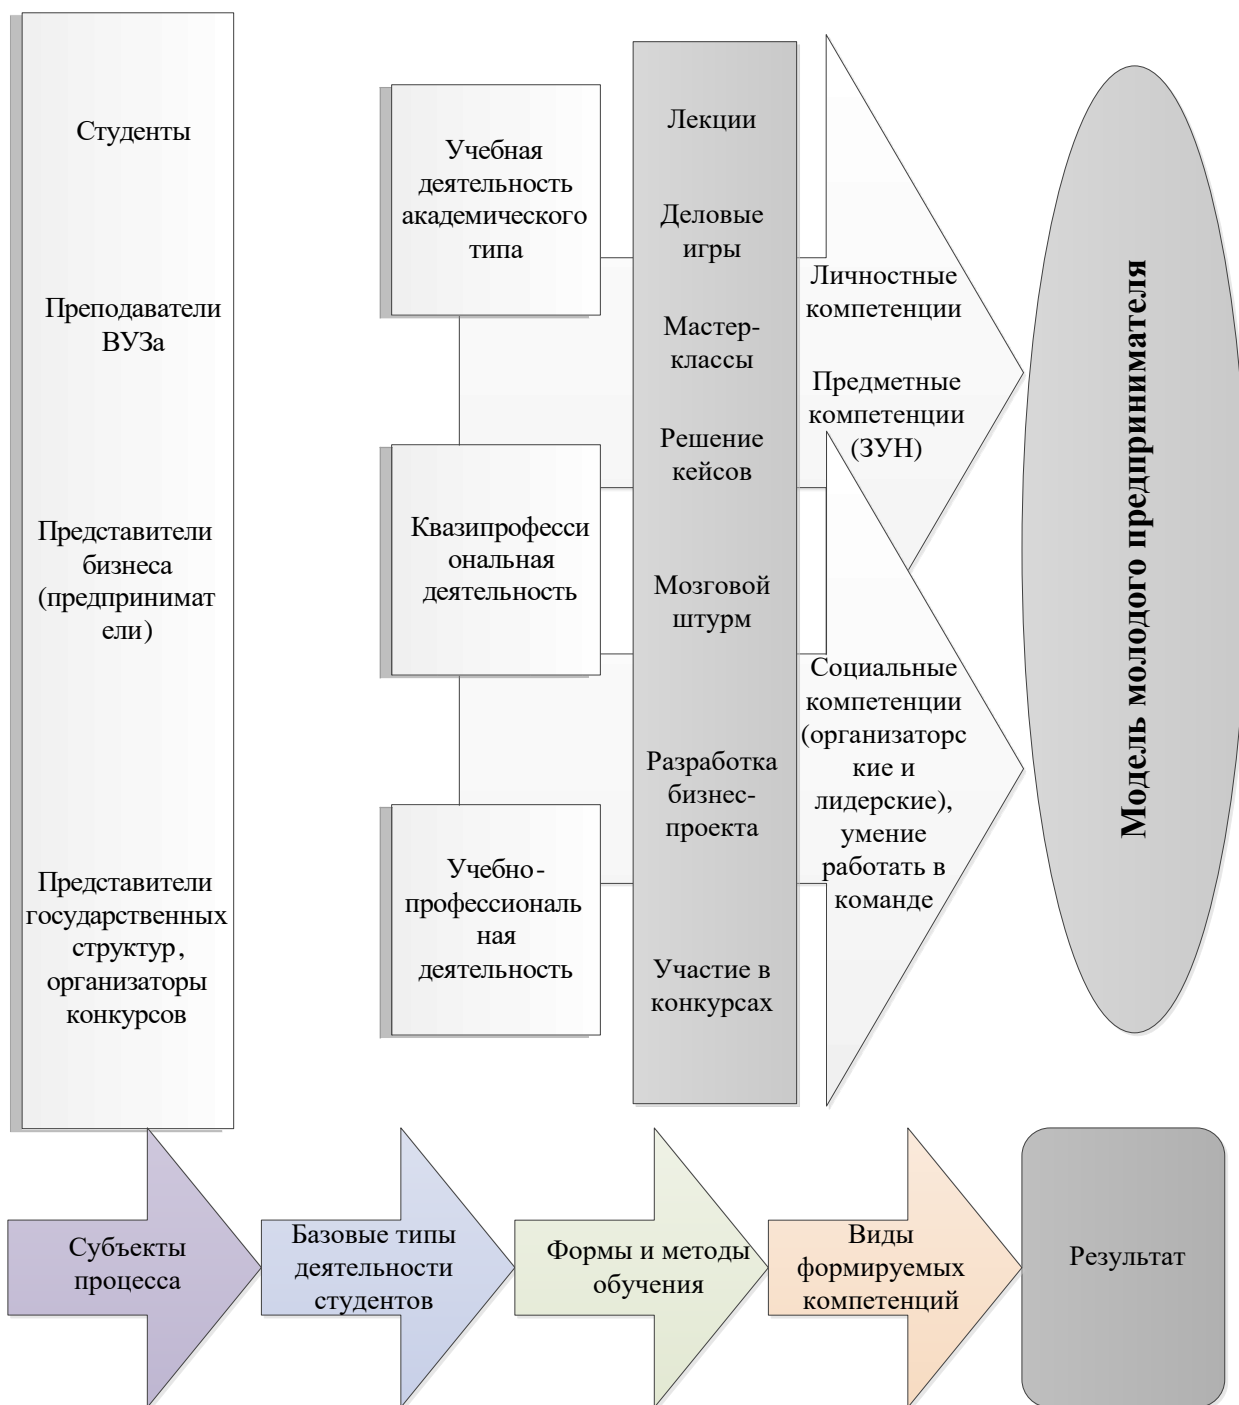 Студенты
Преподаватели
ВУЗа
Представители
бизнеса
(предпринимат
ели)
Представители
государственных
структур,
организаторы
конкурсов
Учебная
деятельность
академического
типа
Квазипрофесси
ональная
деятельность
Учебно-
профессиональ
ная
деятельность
Лекции
Деловые
игры
Мастер-
классы
Решение
кейсов
Мозговой
штурм
Разработка
бизнес-
проекта
Участие в
конкурсах
Личностные
компетенции
Предметные
компетенции
(ЗУН)
Социальные
компетенции
(организаторс
кие и
лидерские),
умение
работать в
команде
Модель молодого предпринимателя
Субъекты
процесса
Базовые типы
деятельности
студентов
Формы и методы
обучения
Виды
формируемых
компетенций
Результат